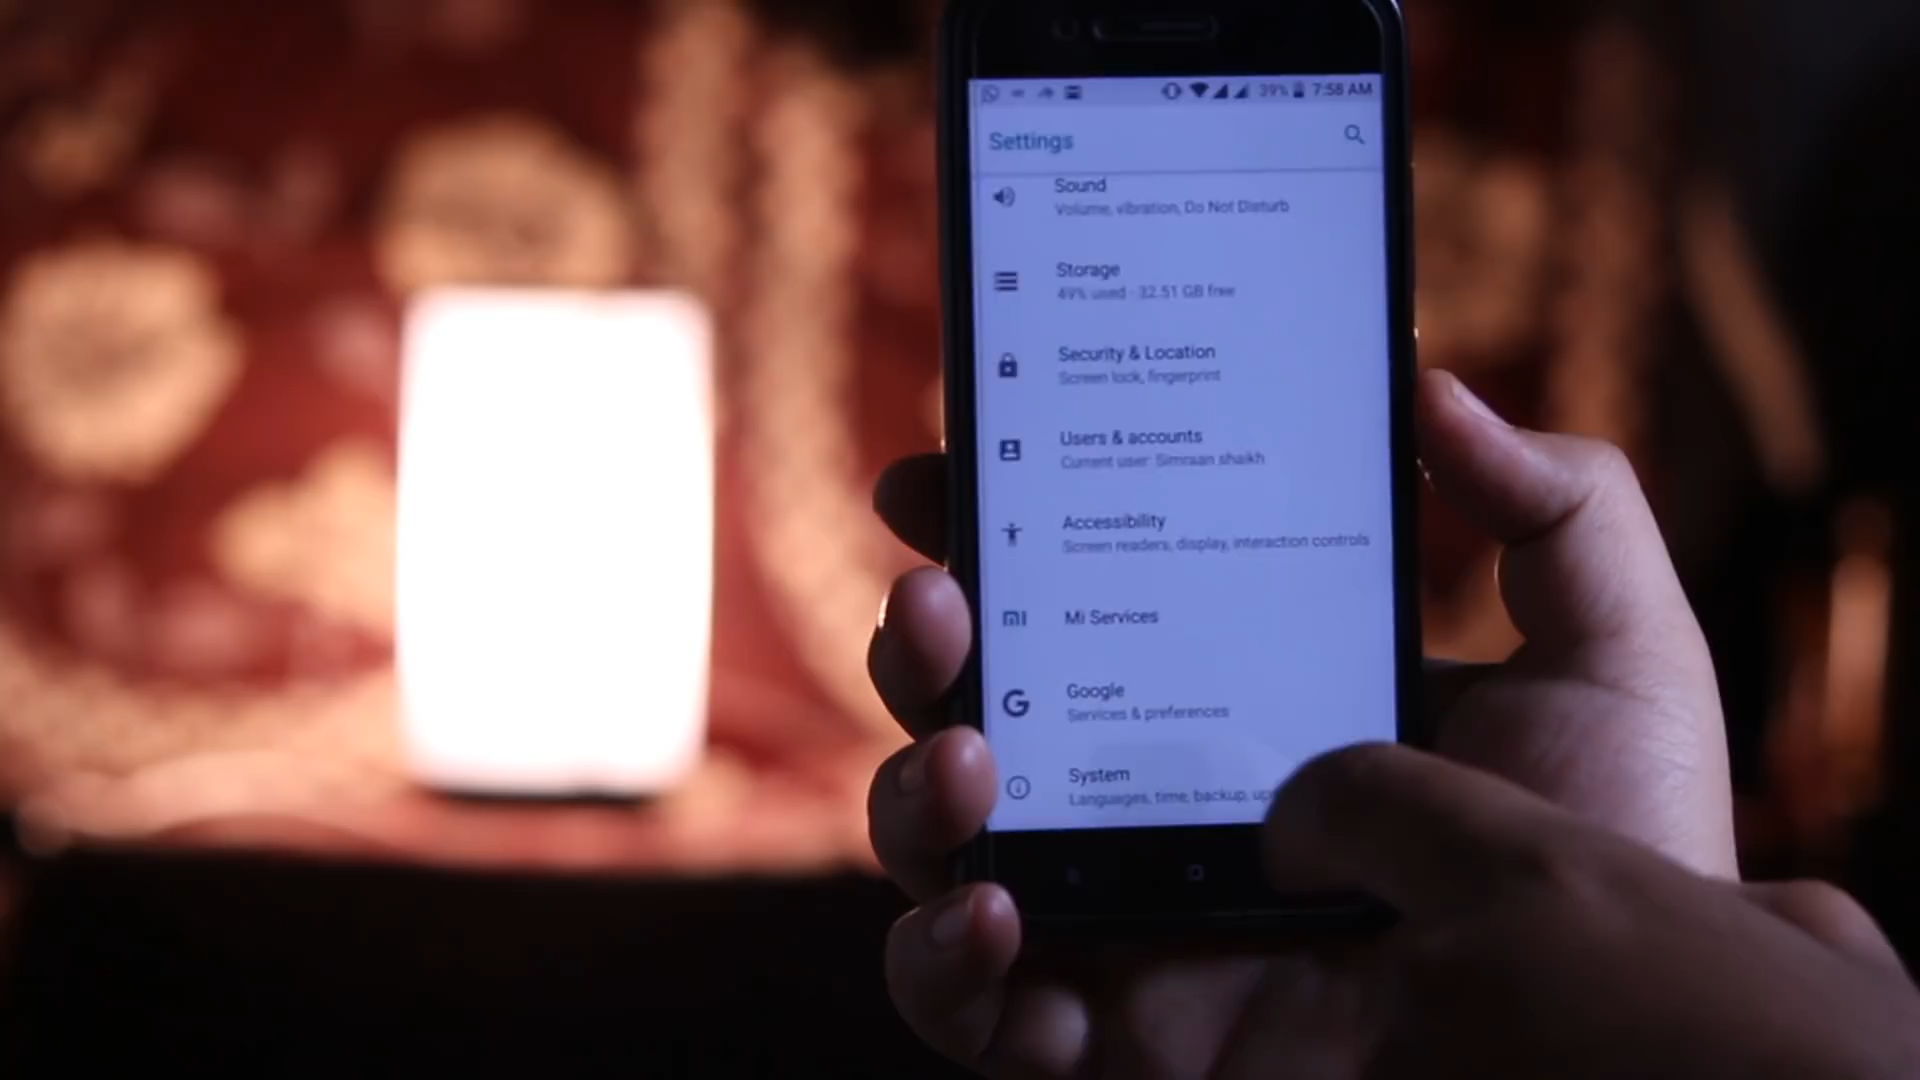 39% 7:58 AM
Settings
Sound
Volume, vibration, Do Not Disturb
Storage
49% used - 32.51 GB free
Security & Location
Screen lock, fingerprint
Users & accounts
Current user: Simraan shaikh
Accessibility
Screen readers, display, interaction controls
Mi Services
Google
Services & preferences
System
Languages, time, backup,